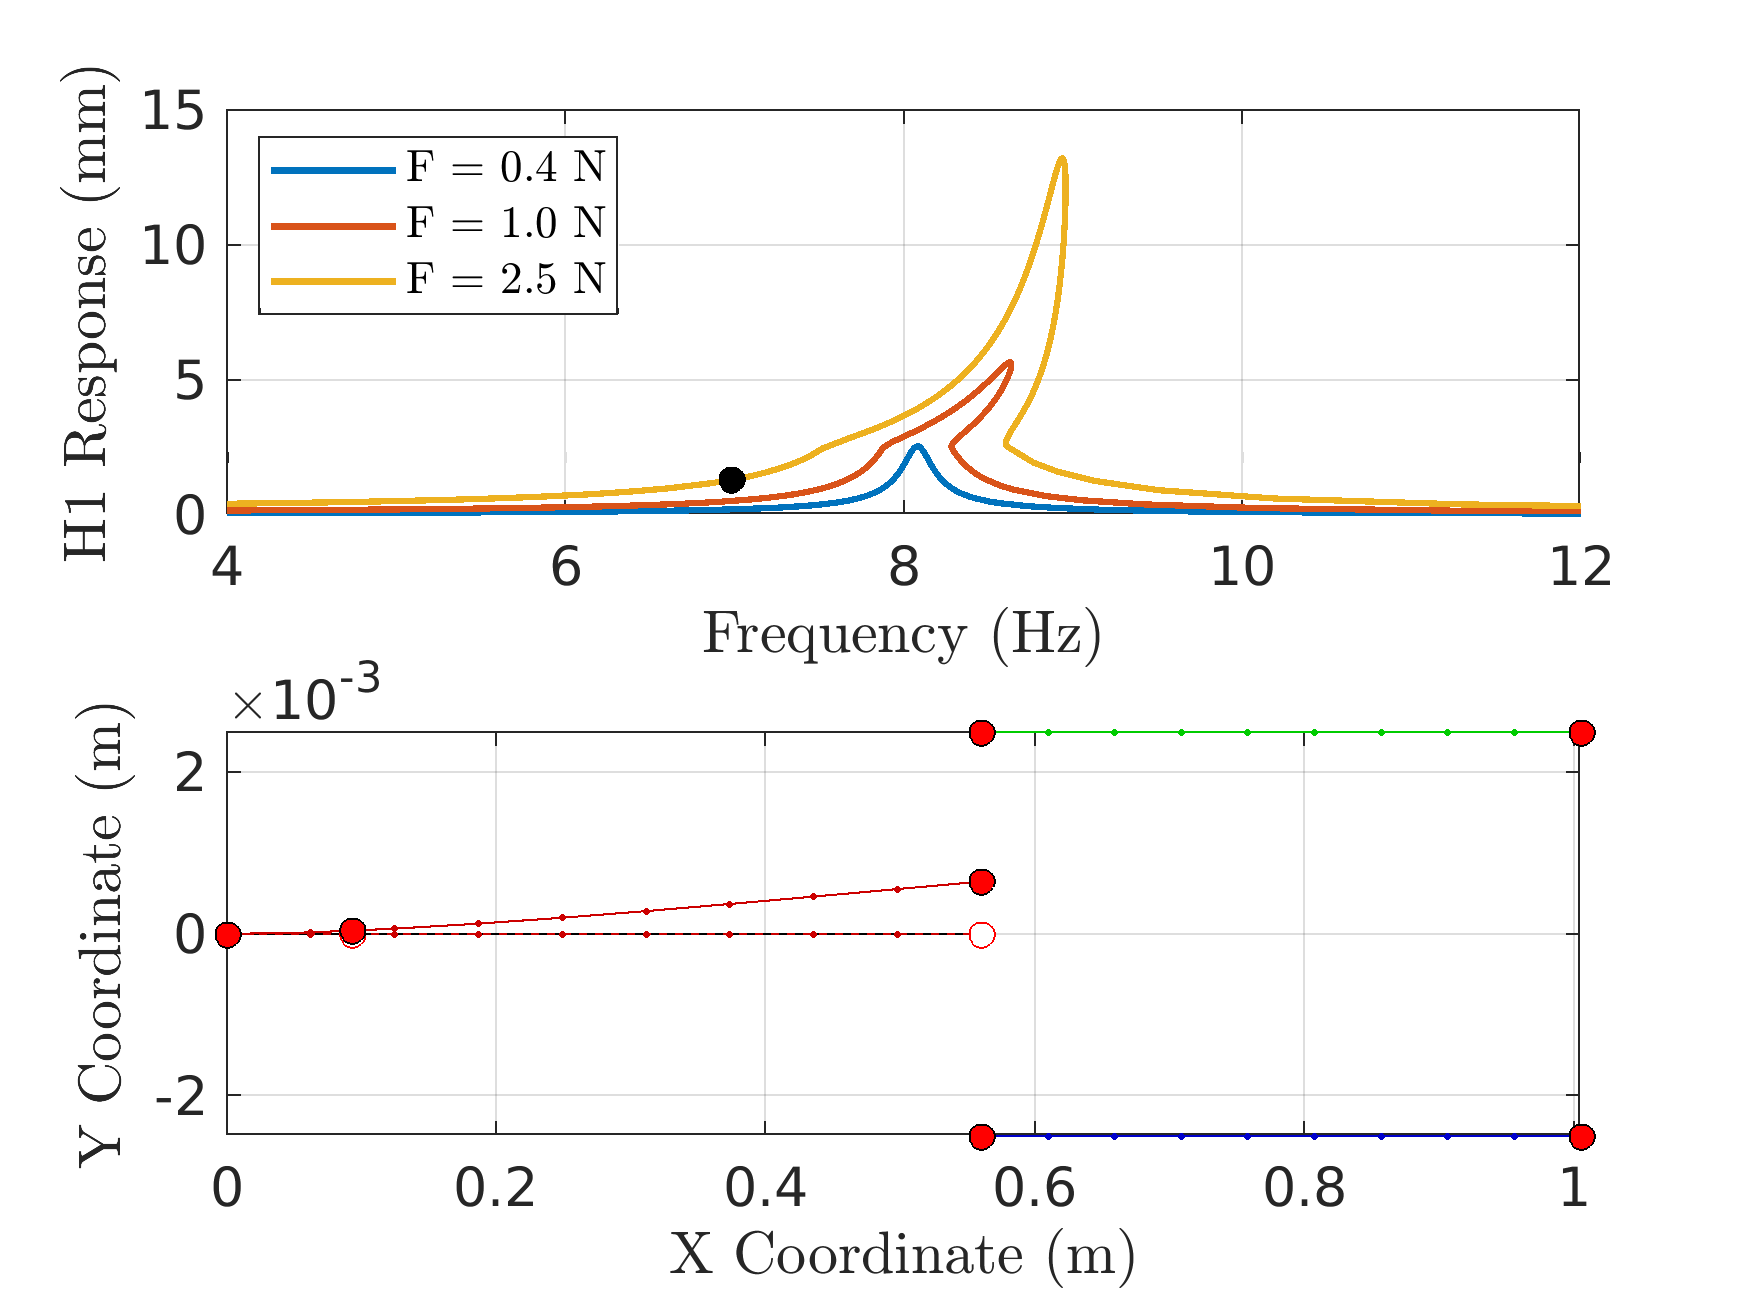 H1 Response (mm)
15
10
5
0
F = 0.4 N
F = 1.0 N
F = 2.5 N
4 6 8 10 12
Frequency (Hz)
×10-3
Y Coordinate (m)
2
0
-2
0 0.2 0.4 0.6 0.8 1
X Coordinate (m)